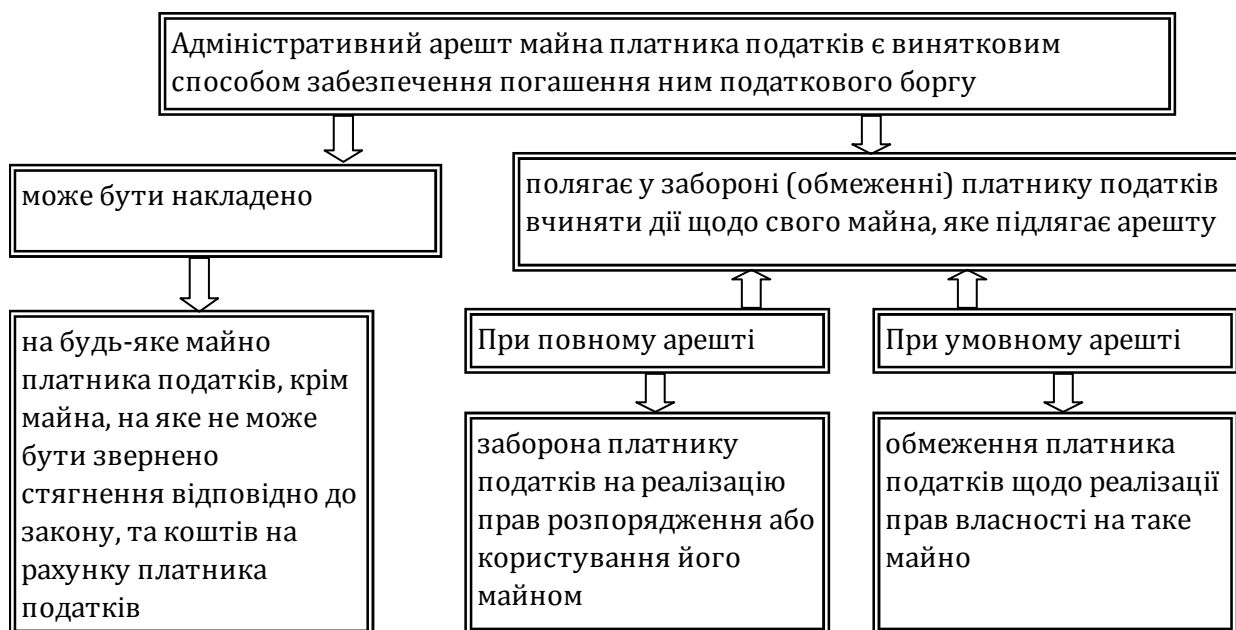 Адміністративний арешт майна платника податків є винятковим
способом забезпечення погашення ним податкового боргу
може бути накладено
полягає у забороні (обмеженні) платнику податків
вчиняти дії щодо свого майна, яке підлягає арешту
на будь-яке майно
платника податків, крім
майна, на яке не може
бути звернено
стягнення відповідно до
закону, та коштів на
рахунку платника
податків
При повному арешті
При умовному арешті
заборона платнику
податків на реалізацію
прав розпорядження або
користування його
майном
обмеження платника
податків щодо реалізації
прав власності на таке
майно